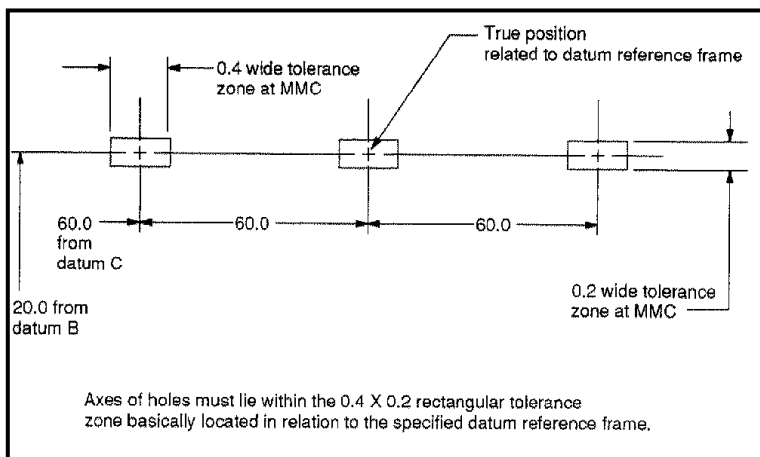 True position
related to datum reference frame
0.4 wide tolerance
zone at MMC
60.0
from
datum C
60.0
60.0
20.0 from
datum B
0.2 wide tolerance
zone at MMC
Axes of holes must lie within the 0.4 X 0.2 rectangular tolerance
zone basically located in relation to the specified datum reference frame.